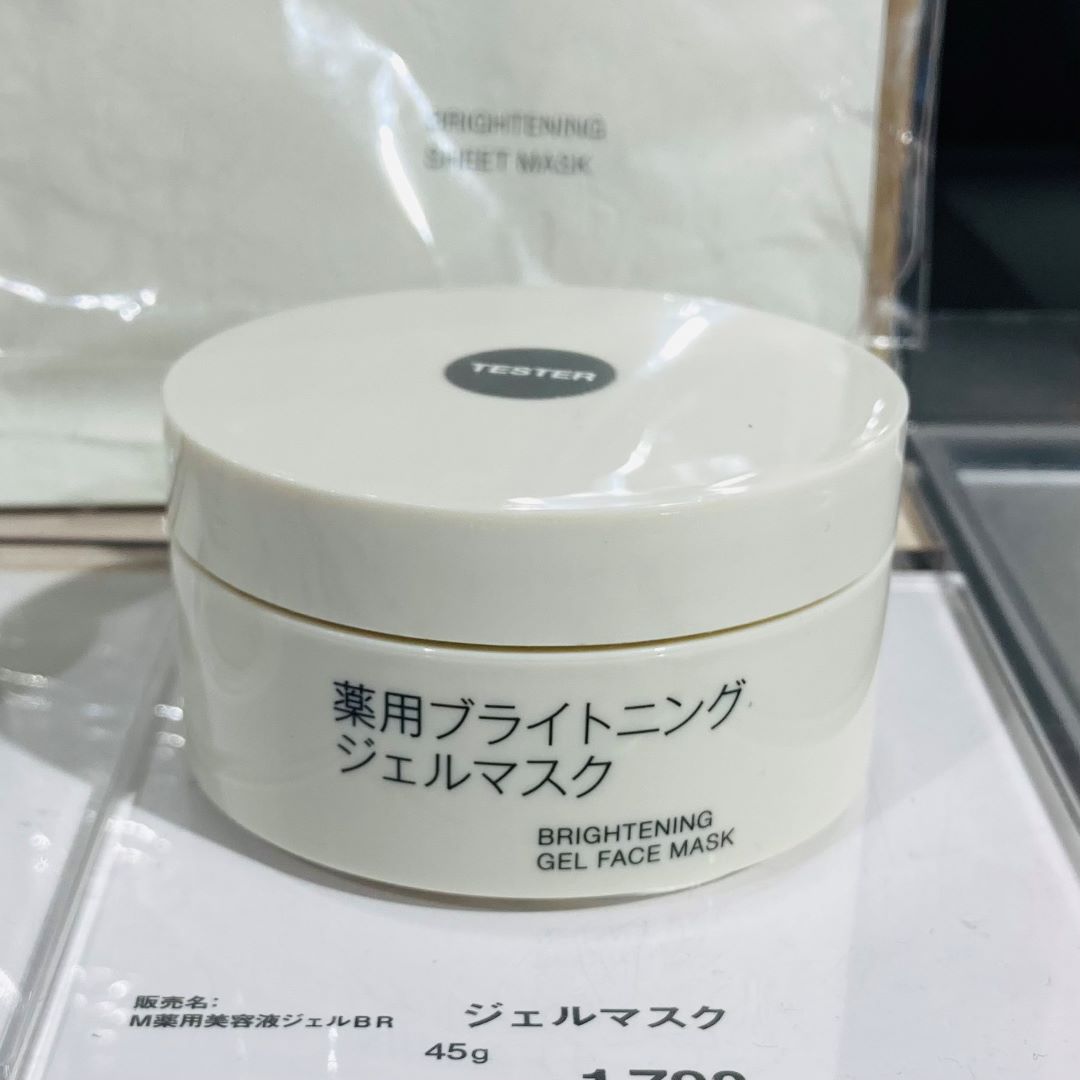 BRIGHTENING
SHEET MASK
TESTER
薬用ブライトニング
ジェルマスク
BRIGHTENING
GEL FACE MASK
販売名:
M薬用美容液ジェルBR
ジェルマスク
45g